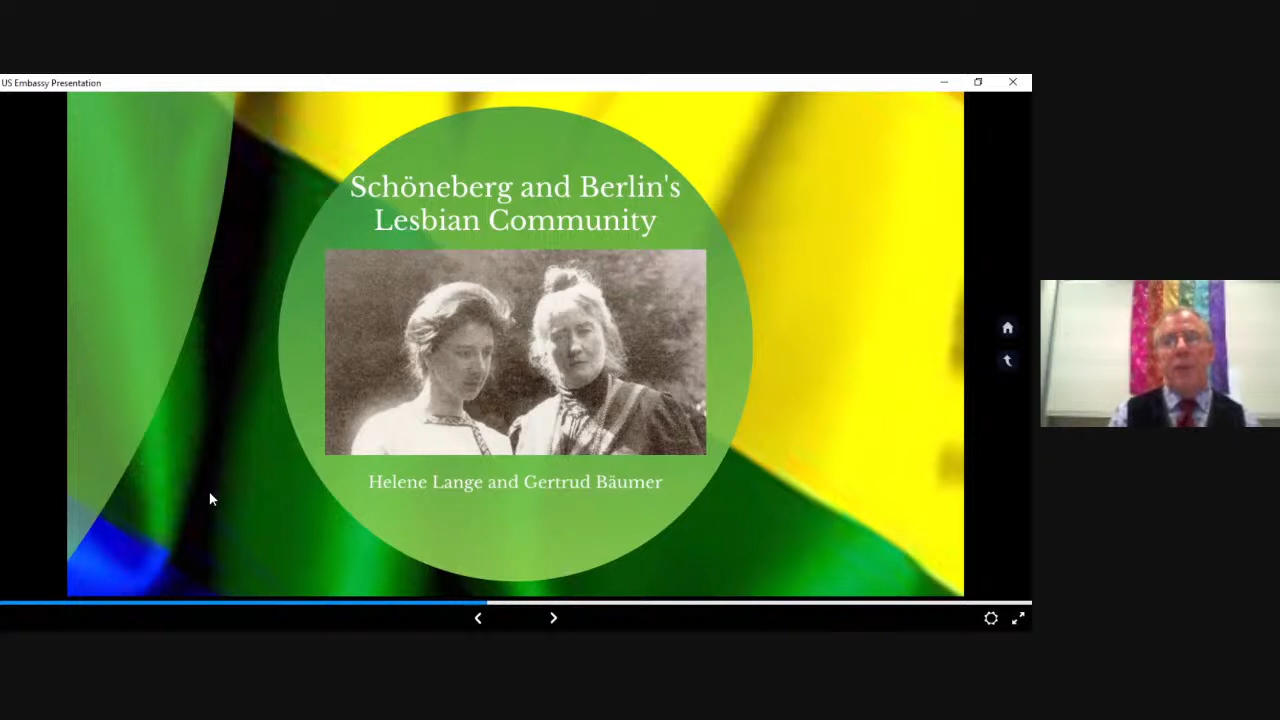 US Embassy Presentation
Schöneberg and Berlin's
Lesbian Community
Helene Lange and Gertrud Bäumer